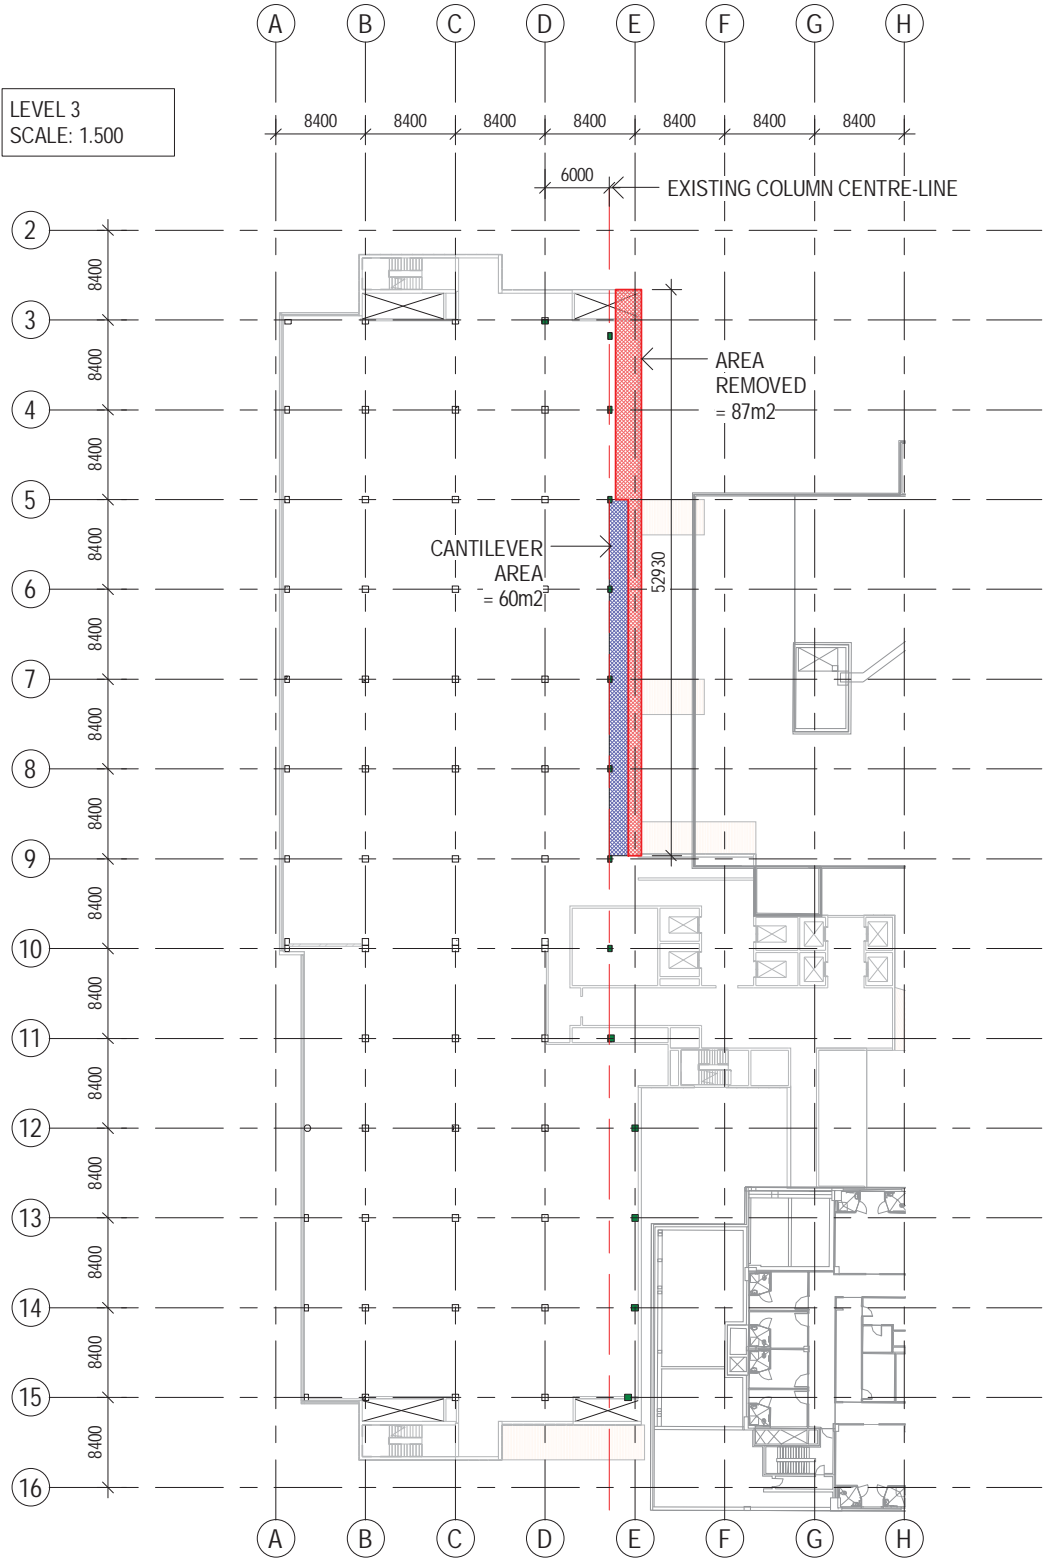 A B C D E F G H
LEVEL 3
SCALE: 1.500
8400 8400 8400 8400 8400 8400 8400
6000
EXISTING COLUMN CENTRE-LINE
2
8400
3
8400
AREA
REMOVED
= 87m2
4
8400
5
8400
CANTILEVER
AREA
= 60m2
52930
6
8400
7
8400
8
8400
9
8400
10
8400
11
8400
12
8400
13
8400
14
8400
15
8400
16
A B C D E F G H